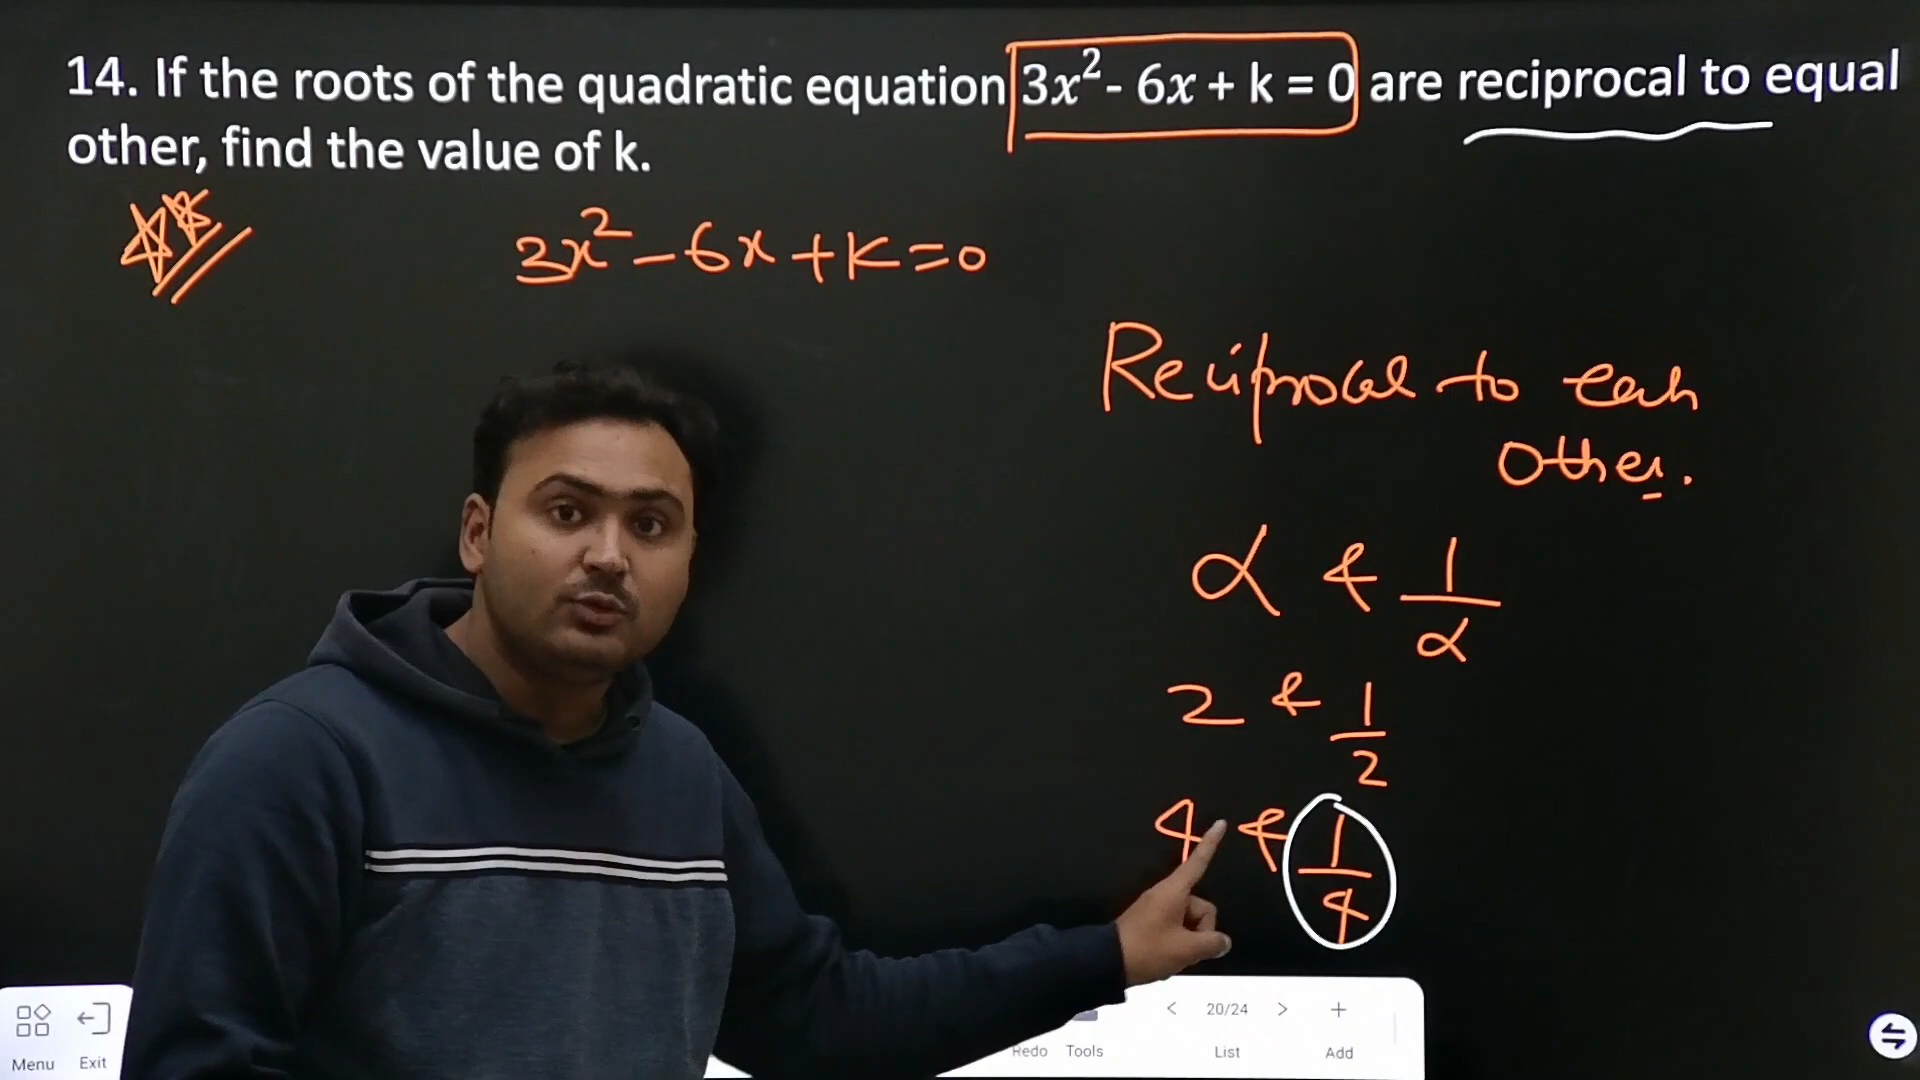 14. If the roots of the quadratic equation 3x² - 6x + k = 0 are reciprocal to equal
other, find the value of k.
3x² - 6x + k = 0
Reciprocal to each
other.
α & 1/α
2 & 1/2
4 & 1/4
Menu Exit Redo Tools < 20/24 > List + Add